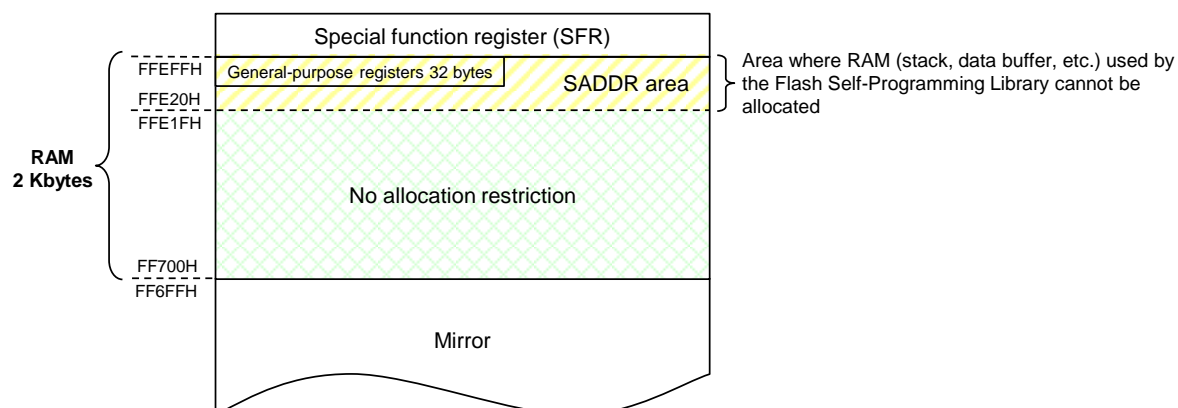 Special function register (SFR)
FFEFFH
General-purpose registers 32 bytes
SADDR area
FFE20H
FFE1FH
Area where RAM (stack, data buffer, etc.) used by
the Flash Self-Programming Library cannot be
allocated
RAM
2 Kbytes
No allocation restriction
FF700H
FF6FFH
Mirror